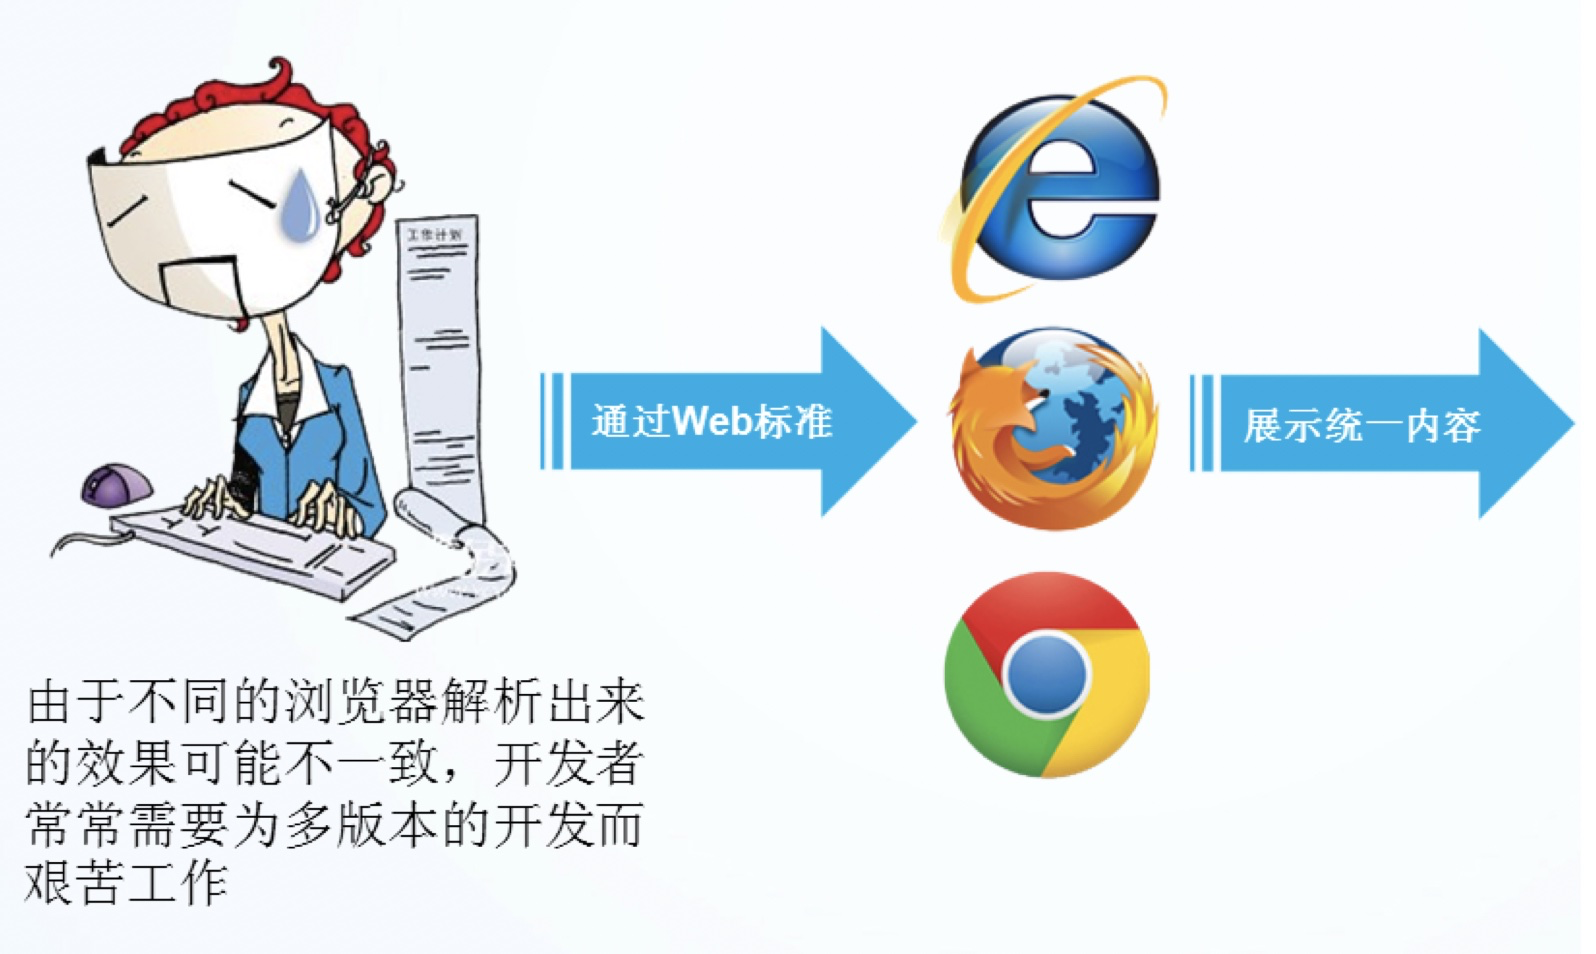 工作计划
通过Web标准
展示统一内容
由于不同的浏览器解析出来
的效果可能不一致，开发者
常常需要为多版本的开发而
艰苦工作